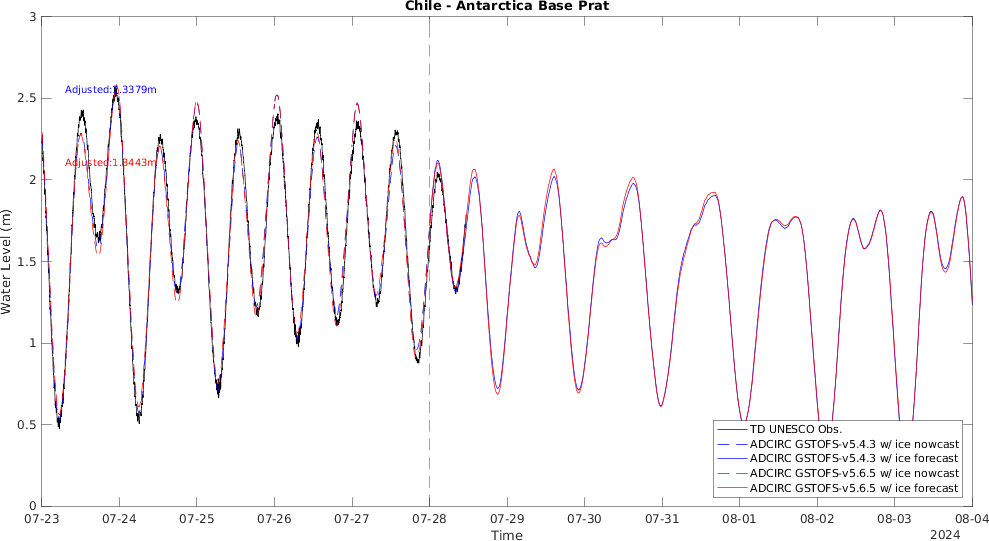 Chile - Antarctica Base Prat
3
2.5
2
1.5
1
0.5
0
Water Level (m)
Adjusted:1.3379m
Adjusted:1.8443m
TD UNESCO Obs.
ADCIRC GSTOFS-v5.4.3 w/ ice nowcast
ADCIRC GSTOFS-v5.4.3 w/ ice forecast
ADCIRC GSTOFS-v5.6.5 w/ ice nowcast
ADCIRC GSTOFS-v5.6.5 w/ ice forecast
07-23 07-24 07-25 07-26 07-27 07-28 07-29 07-30 07-31 08-01 08-02 08-03 08-04
Time
2024